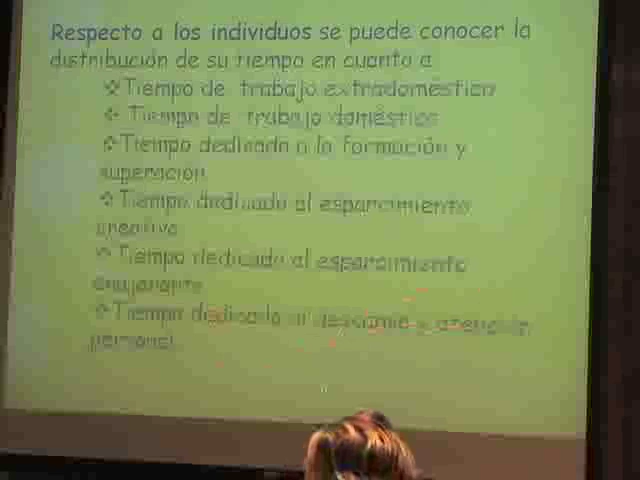 Respecto a los individuos se puede conocer la
distribución de su tiempo en cuanto a
Tiempo de trabajo extradoméstico
Tiempo de trabajo doméstico
Tiempo dedicado a la formación y
superación
Tiempo dedicado al esparcimiento
creativo
Tiempo dedicado al esparcimiento
enajenante
Tiempo dedicado al descanso y atención
personal